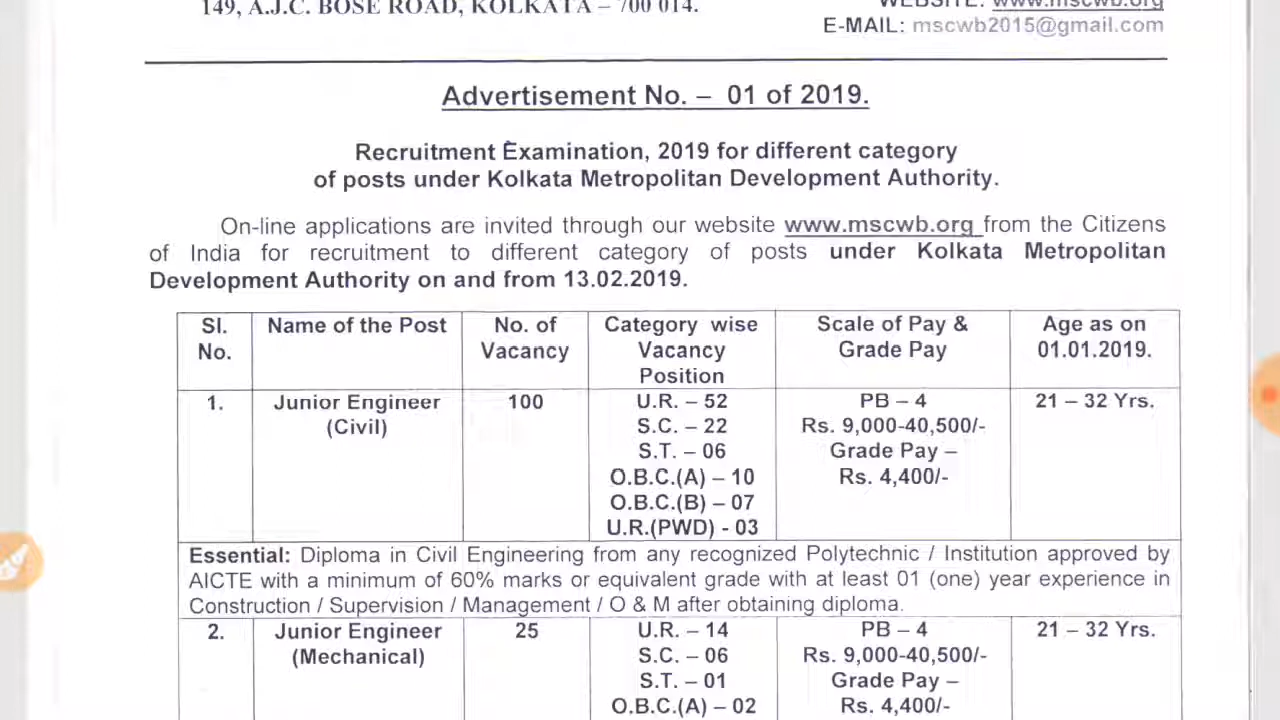 149, A.J.C. BOSE ROAD, KOLKATA – 700 014.
WEBSITE: www.mscwb.org
E-MAIL: mscwb2015@gmail.com
Advertisement No. – 01 of 2019.
Recruitment Examination, 2019 for different category
of posts under Kolkata Metropolitan Development Authority.
On-line applications are invited through our website www.mscwb.org from the Citizens
of India for recruitment to different category of posts under Kolkata Metropolitan
Development Authority on and from 13.02.2019.
Sl. No.
Name of the Post
No. of Vacancy
Category wise Vacancy Position
Scale of Pay & Grade Pay
Age as on 01.01.2019.
1.
Junior Engineer
(Civil)
100
U.R. – 52
S.C. – 22
S.T. – 06
O.B.C.(A) – 10
O.B.C.(B) – 07
U.R.(PWD) - 03
PB – 4
Rs. 9,000-40,500/-
Grade Pay –
Rs. 4,400/-
21 – 32 Yrs.
Essential: Diploma in Civil Engineering from any recognized Polytechnic / Institution approved by
AICTE with a minimum of 60% marks or equivalent grade with at least 01 (one) year experience in
Construction / Supervision / Management / O & M after obtaining diploma.
2.
Junior Engineer
(Mechanical)
25
U.R. – 14
S.C. – 06
S.T. – 01
O.B.C.(A) – 02
PB – 4
Rs. 9,000-40,500/-
Grade Pay –
Rs. 4,400/-
21 – 32 Yrs.